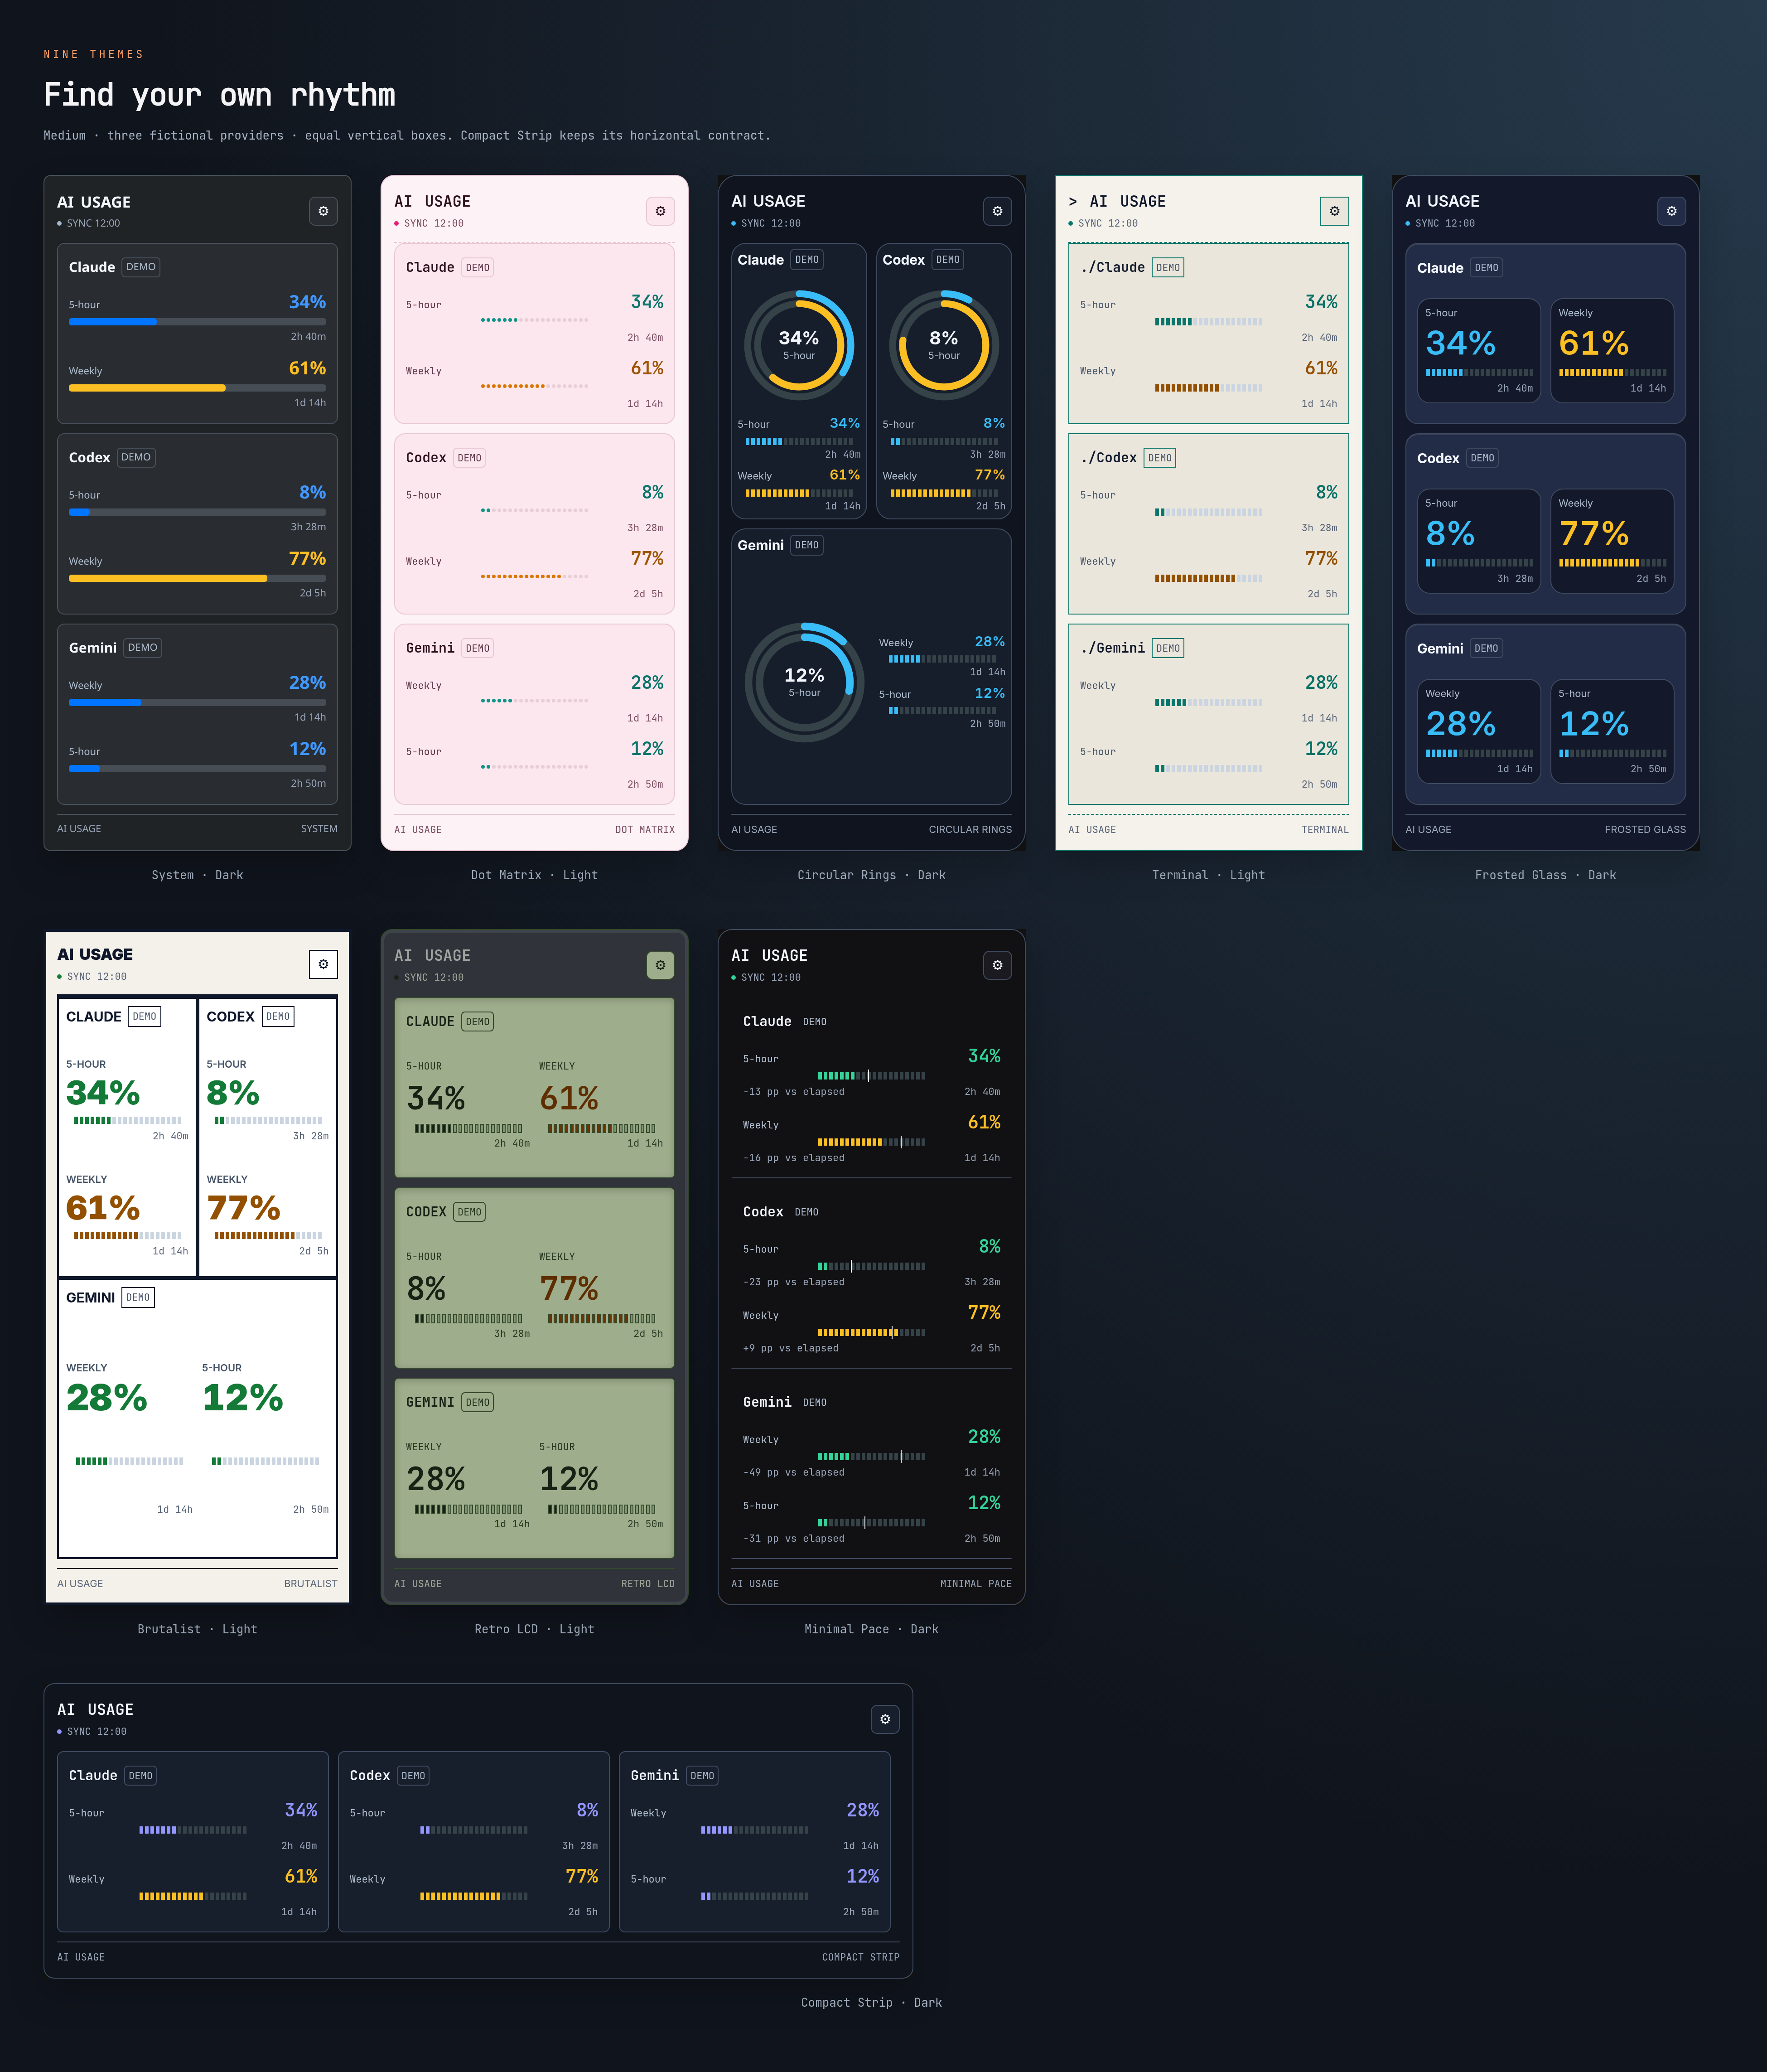 NINE THEMES
Find your own rhythm
Medium · three fictional providers · equal vertical boxes. Compact Strip keeps its horizontal contract.
AI USAGE
SYNC 12:00
Claude DEMO
5-hour 34%
2h 40m
Weekly 61%
1d 14h
Codex DEMO
5-hour 8%
3h 28m
Weekly 77%
2d 5h
Gemini DEMO
Weekly 28%
1d 14h
5-hour 12%
2h 50m
AI USAGE SYSTEM
System · Dark
AI USAGE
SYNC 12:00
Claude DEMO
5-hour 34%
2h 40m
Weekly 61%
1d 14h
Codex DEMO
5-hour 8%
3h 28m
Weekly 77%
2d 5h
Gemini DEMO
Weekly 28%
1d 14h
5-hour 12%
2h 50m
AI USAGE DOT MATRIX
Dot Matrix · Light
AI USAGE
SYNC 12:00
Claude DEMO
34%
5-hour
5-hour 34%
2h 40m
Weekly 61%
1d 14h
Codex DEMO
8%
5-hour
5-hour 8%
3h 28m
Weekly 77%
2d 5h
Gemini DEMO
12%
5-hour
Weekly 28%
1d 14h
5-hour 12%
2h 50m
AI USAGE CIRCULAR RINGS
Circular Rings · Dark
> AI USAGE
SYNC 12:00
./Claude DEMO
5-hour 34%
2h 40m
Weekly 61%
1d 14h
./Codex DEMO
5-hour 8%
3h 28m
Weekly 77%
2d 5h
./Gemini DEMO
Weekly 28%
1d 14h
5-hour 12%
2h 50m
AI USAGE TERMINAL
Terminal · Light
AI USAGE
SYNC 12:00
Claude DEMO
5-hour Weekly
34% 61%
2h 40m 1d 14h
Codex DEMO
5-hour Weekly
8% 77%
3h 28m 2d 5h
Gemini DEMO
Weekly 5-hour
28% 12%
1d 14h 2h 50m
AI USAGE FROSTED GLASS
Frosted Glass · Dark
AI USAGE
SYNC 12:00
CLAUDE DEMO
5-HOUR
34%
2h 40m
WEEKLY
61%
1d 14h
CODEX DEMO
5-HOUR
8%
3h 28m
WEEKLY
77%
2d 5h
GEMINI DEMO
WEEKLY 5-HOUR
28% 12%
1d 14h 2h 50m
AI USAGE BRUTALIST
Brutalist · Light
AI USAGE
SYNC 12:00
CLAUDE DEMO
5-HOUR WEEKLY
34% 61%
2h 40m 1d 14h
CODEX DEMO
5-HOUR WEEKLY
8% 77%
3h 28m 2d 5h
GEMINI DEMO
WEEKLY 5-HOUR
28% 12%
1d 14h 2h 50m
AI USAGE RETRO LCD
Retro LCD · Light
AI USAGE
SYNC 12:00
Claude DEMO
5-hour 34%
-13 pp vs elapsed 2h 40m
Weekly 61%
-16 pp vs elapsed 1d 14h
Codex DEMO
5-hour 8%
-23 pp vs elapsed 3h 28m
Weekly 77%
+9 pp vs elapsed 2d 5h
Gemini DEMO
Weekly 28%
-49 pp vs elapsed 1d 14h
5-hour 12%
-31 pp vs elapsed 2h 50m
AI USAGE MINIMAL PACE
Minimal Pace · Dark
AI USAGE
SYNC 12:00
Claude DEMO
5-hour 34%
2h 40m
Weekly 61%
1d 14h
Codex DEMO
5-hour 8%
3h 28m
Weekly 77%
2d 5h
Gemini DEMO
Weekly 28%
1d 14h
5-hour 12%
2h 50m
AI USAGE COMPACT STRIP
Compact Strip · Dark